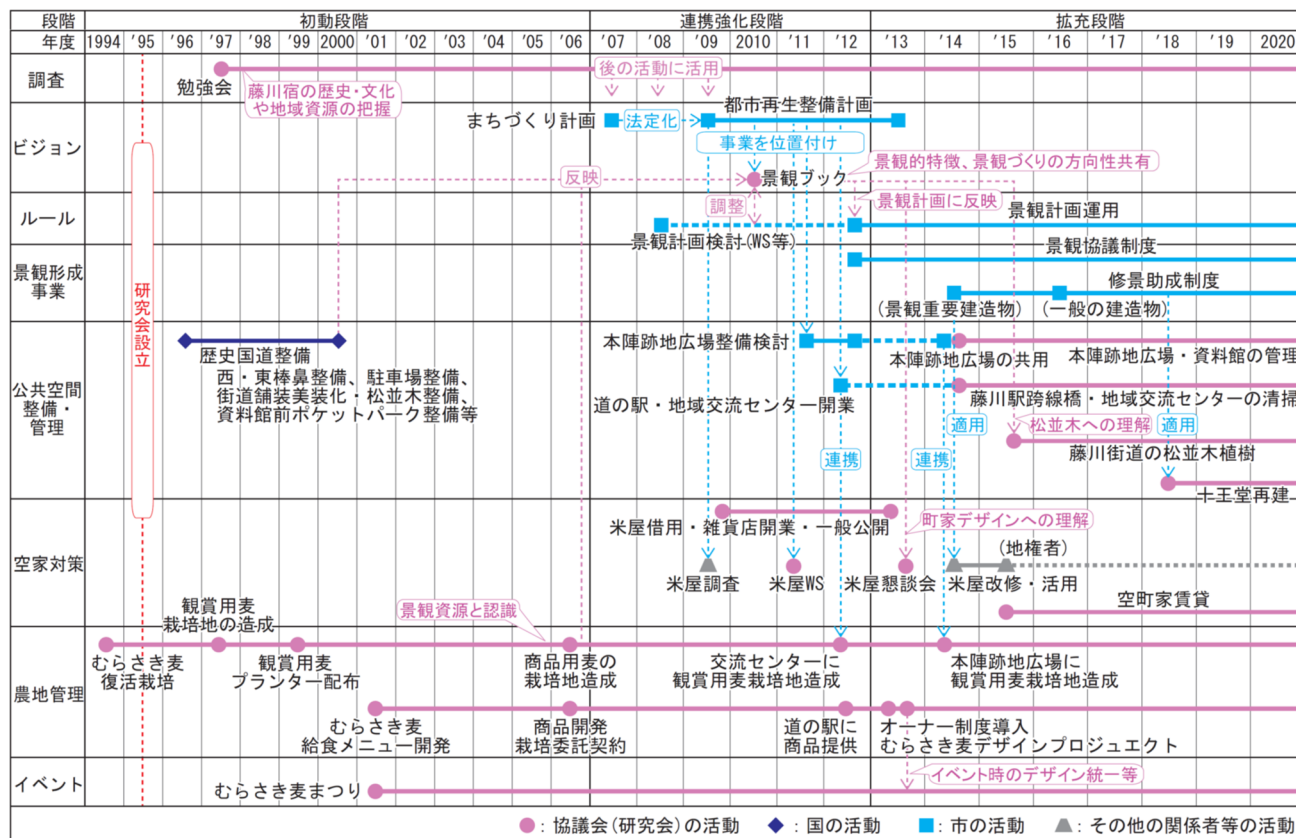 段階 初動段階 連携強化段階 拡充段階
年度 1994 '95 '96 '97 '98 '99 2000 '01 '02 '03 '04 '05 '06 '07 '08 '09 2010 '11 '12 '13 '14 '15 '16 '17 '18 '19 2020
調査
勉強会
藤川宿の歴史・文化
や地域資源の把握
後の活動に活用
ビジョン
まちづくり計画
法定化
都市再生整備計画
事業を位置付け
反映
景観ブック
景観的特徴、景観づくりの方向性共有
ルール
調整
景観計画に反映
景観計画検討(WS等)
景観計画運用
景観形成
事業
景観協議制度
修景助成制度
(景観重要建造物)
(一般の建造物)
研究会設立
公共空間
整備・
管理
歴史国道整備
西・東棒鼻整備、駐車場整備、
街道舗装美装化・松並木整備、
資料館前ポケットパーク整備等
本陣跡地広場整備検討
本陣跡地広場の共用
本陣跡地広場・資料館の管理
道の駅・地域交流センター開業
藤川駅跨線橋・地域交流センターの清掃
適用
松並木への理解
適用
藤川街道の松並木植樹
連携
連携
十王堂再建
空家対策
米屋借用・雑貨店開業・一般公開
町家デザインへの理解
(地権者)
米屋調査
米屋WS
米屋懇談会
米屋改修・活用
空町家賃貸
農地管理
観賞用麦
栽培地の造成
景観資源と認識
むらさき麦
復活栽培
観賞用麦
プランター配布
商品用麦の
栽培地造成
交流センターに
観賞用麦栽培地造成
本陣跡地広場に
観賞用麦栽培地造成
むらさき麦
給食メニュー開発
商品開発
栽培委託契約
道の駅に
商品提供
オーナー制度導入
むらさき麦デザインプロジュエクト
イベント
むらさき麦まつり
イベント時のデザイン統一等
：協議会(研究会)の活動 ：国の活動 ：市の活動 ：その他の関係者等の活動